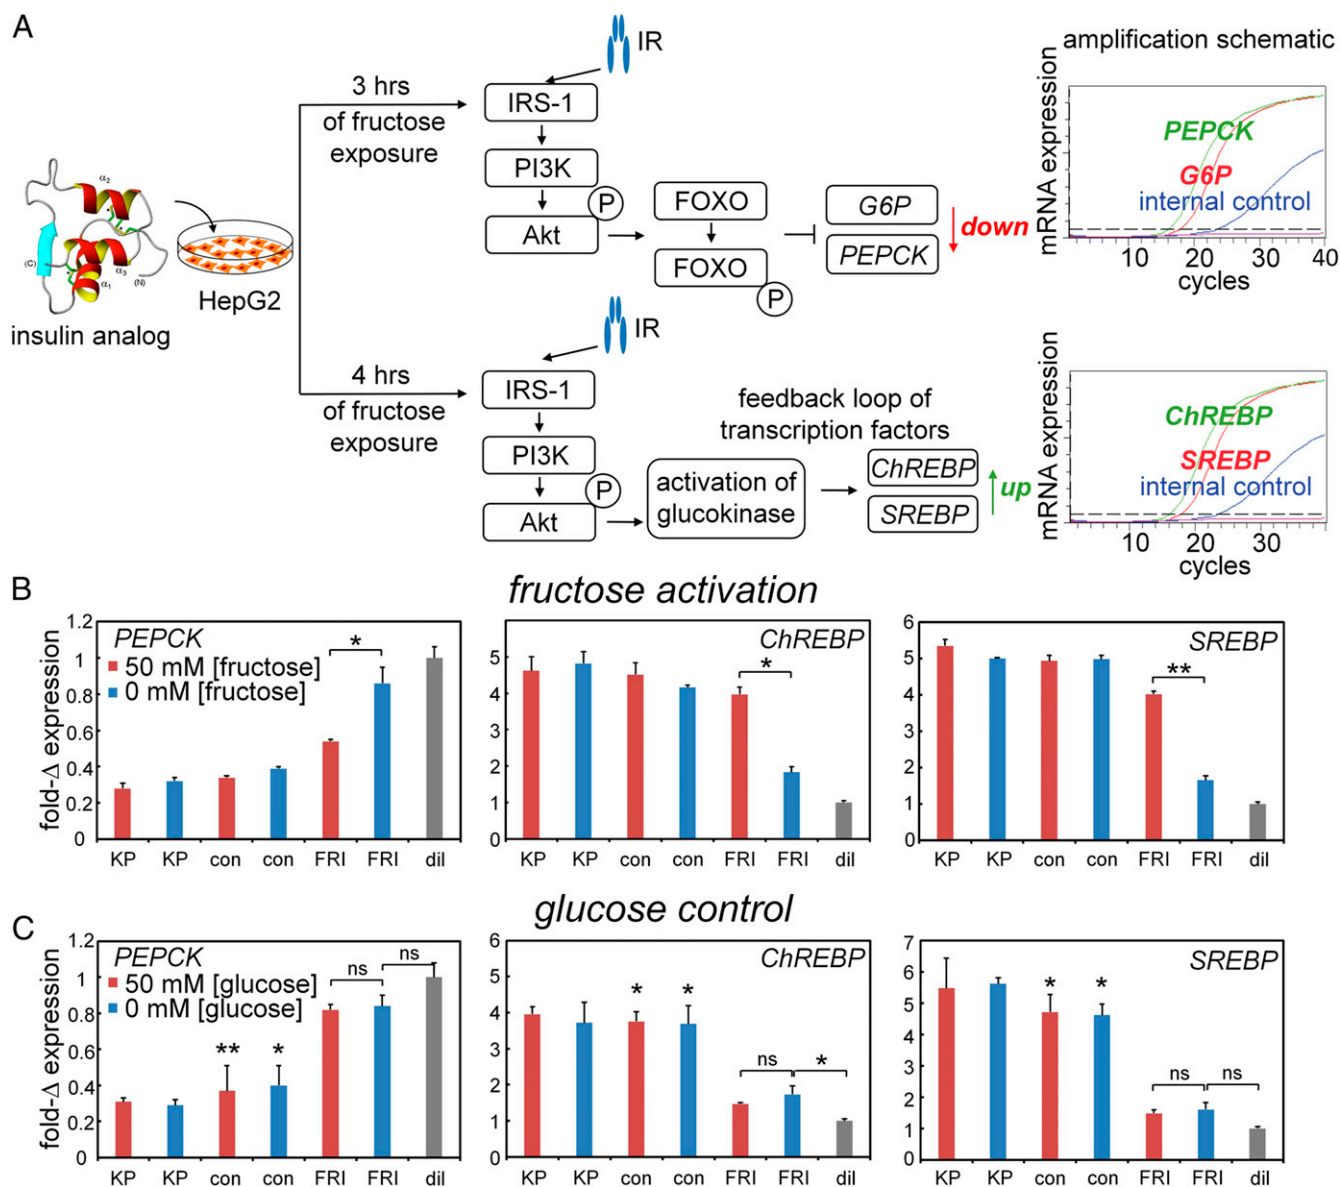 A
3 hrs
of fructose
exposure
IR
IRS-1
PI3K
P
Akt
FOXO
FOXO
P
G6P
PEPCK
down
amplification schematic
mRNA expression
PEPCK
G6P
internal control
10 20 30 40
cycles
α2
α3
α1
(C)
(N)
insulin analog
HepG2
4 hrs
of fructose
exposure
IR
IRS-1
PI3K
P
Akt
activation of
glucokinase
feedback loop of
transcription factors
ChREBP
SREBP
up
mRNA expression
ChREBP
SREBP
internal control
10 20 30
cycles
B
fructose activation
fold-Δ expression
PEPCK
50 mM [fructose]
0 mM [fructose]
1.2
1
0.8
0.6
0.4
0.2
0
*
KP KP con con FRI FRI dil
ChREBP
5
4
3
2
1
0
*
KP KP con con FRI FRI dil
SREBP
6
5
4
3
2
1
0
**
KP KP con con FRI FRI dil
C
glucose control
fold-Δ expression
PEPCK
50 mM [glucose]
0 mM [glucose]
1.2
1
0.8
0.6
0.4
0.2
0
** * ns ns
KP KP con con FRI FRI dil
ChREBP
6
5
4
3
2
1
0
* * ns *
KP KP con con FRI FRI dil
SREBP
7
6
5
4
3
2
1
0
* * ns ns
KP KP con con FRI FRI dil